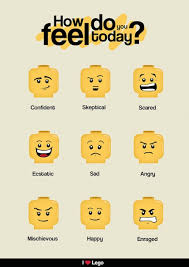 How do you
feel today?
Confident Skeptical Scared
Ecstatic Sad Angry
Mischievous Happy Enraged
I ❤ Lego